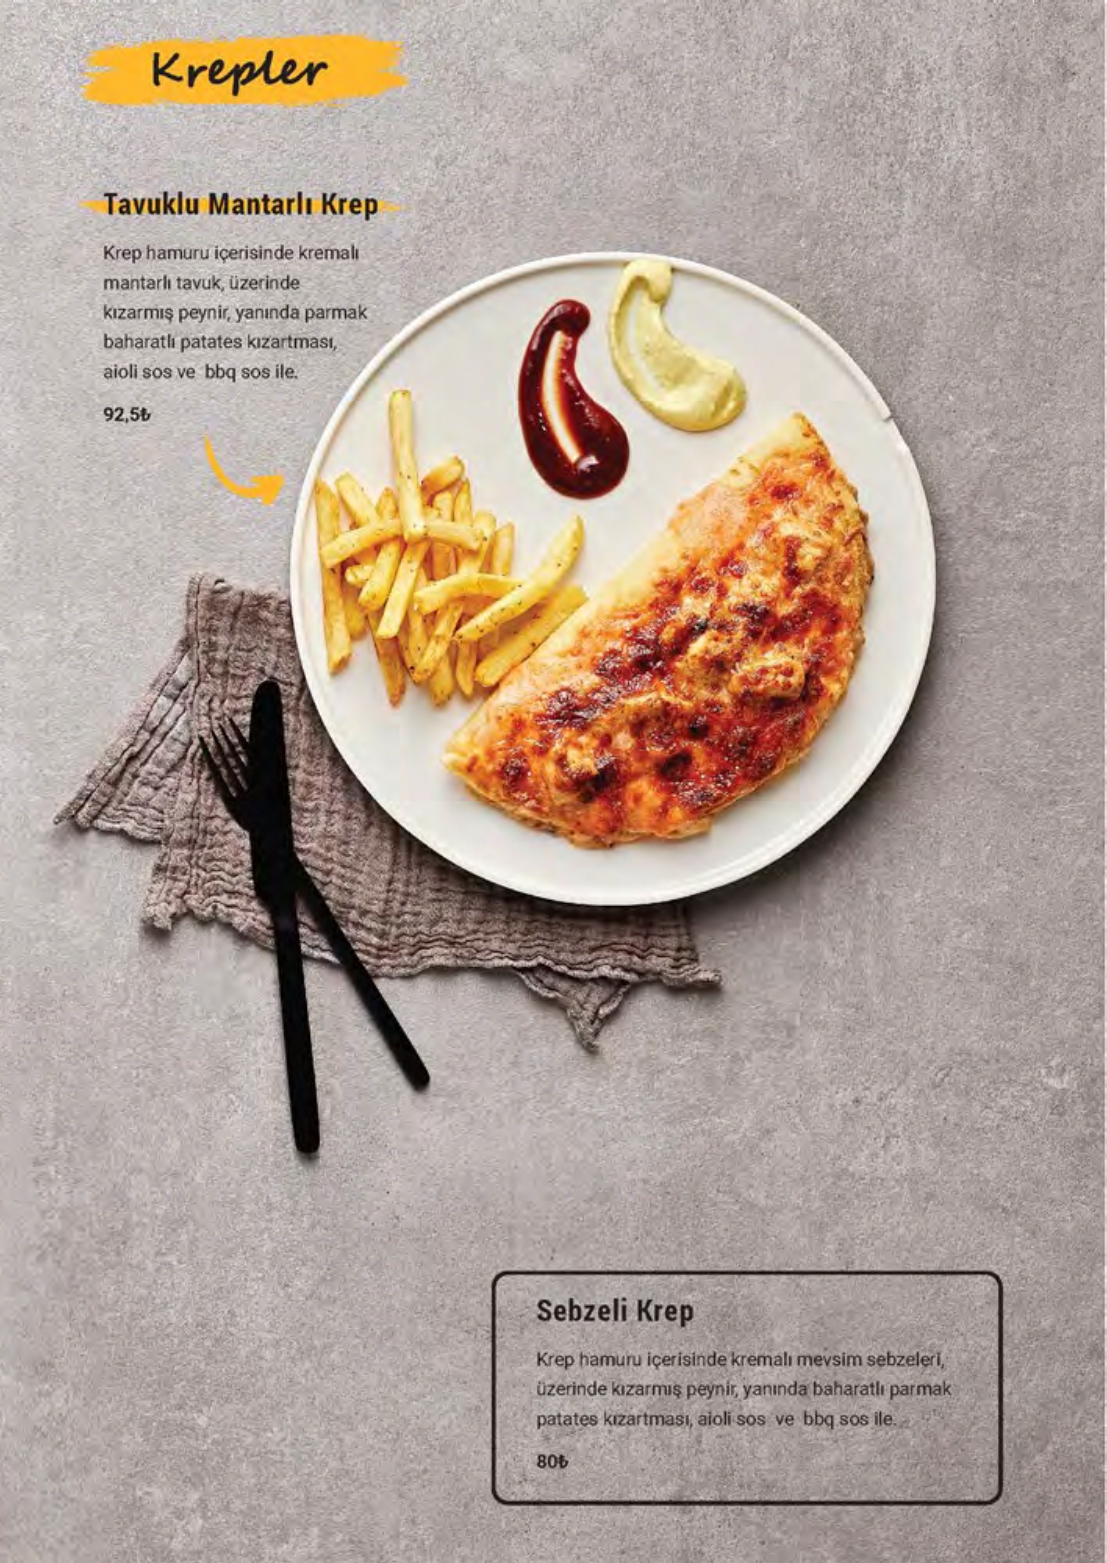 Krepler
Tavuklu Mantarlı Krep
Krep hamuru içerisinde kremalı
mantarlı tavuk, üzerinde
kızarmış peynir, yanında parmak
baharatlı patates kızartması,
aioli sos ve bbq sos ile.
92,5₺
Sebzeli Krep
Krep hamuru içerisinde kremalı mevsim sebzeleri,
üzerinde kızarmış peynir, yanında baharatlı parmak
patates kızartması, aioli sos ve bbq sos ile.
80₺